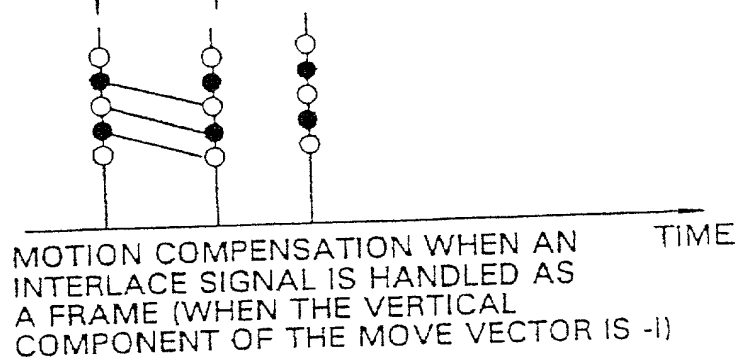 TIME
MOTION COMPENSATION WHEN AN
INTERLACE SIGNAL IS HANDLED AS
A FRAME (WHEN THE VERTICAL
COMPONENT OF THE MOVE VECTOR IS -1)